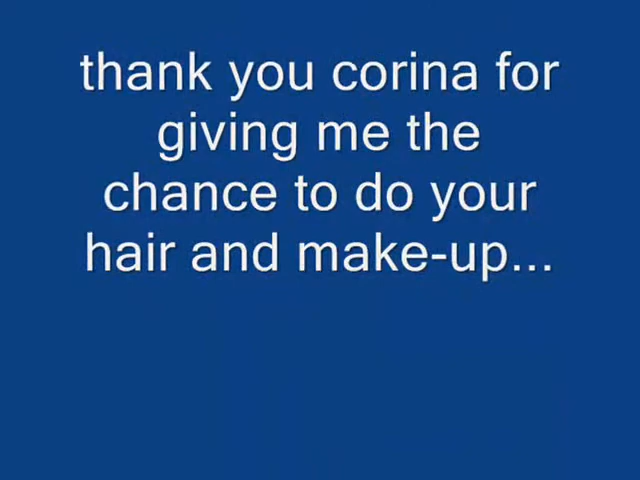 thank you corina for
giving me the
chance to do your
hair and make-up...